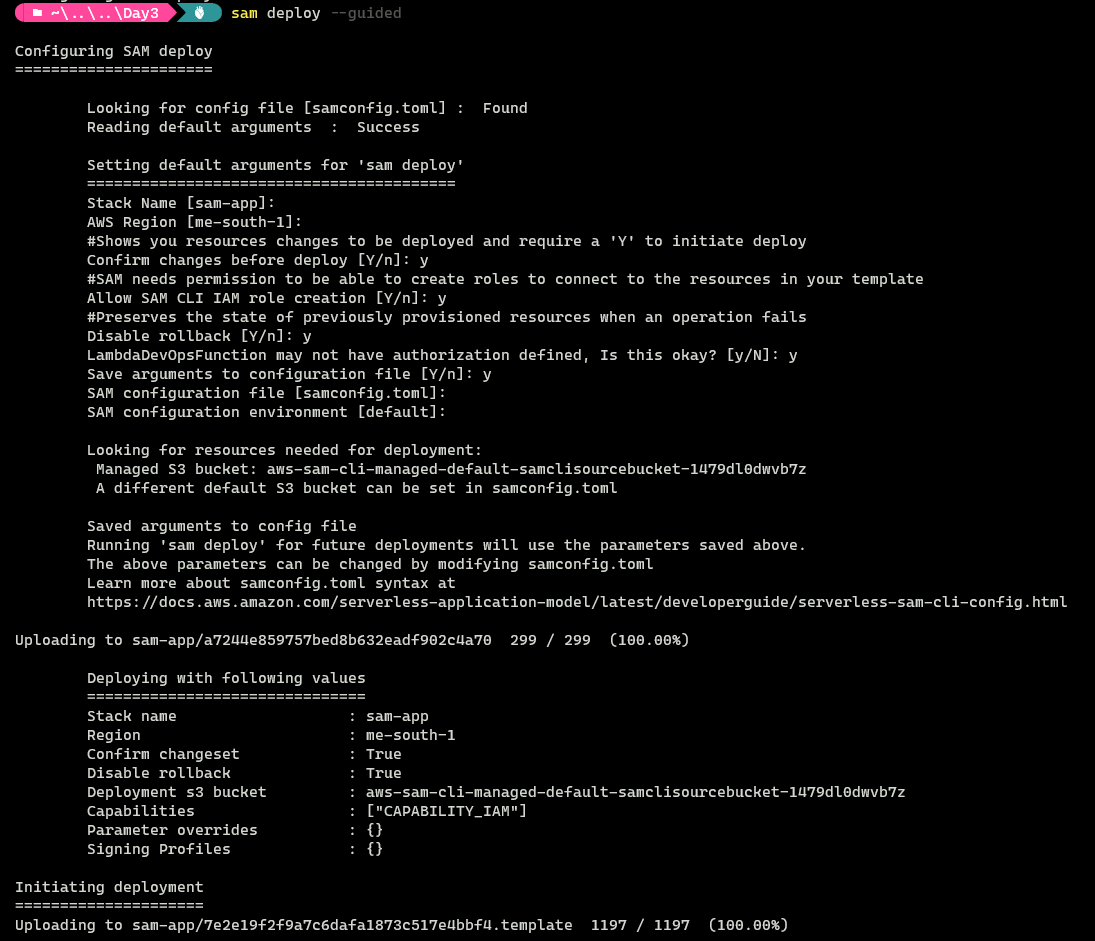 ~\..\..\Day3 sam deploy --guided
Configuring SAM deploy
======================
Looking for config file [samconfig.toml] :  Found
Reading default arguments  :  Success
Setting default arguments for 'sam deploy'
=========================================
Stack Name [sam-app]:
AWS Region [me-south-1]:
#Shows you resources changes to be deployed and require a 'Y' to initiate deploy
Confirm changes before deploy [Y/n]: y
#SAM needs permission to be able to create roles to connect to the resources in your template
Allow SAM CLI IAM role creation [Y/n]: y
#Preserves the state of previously provisioned resources when an operation fails
Disable rollback [Y/n]: y
LambdaDevOpsFunction may not have authorization defined, Is this okay? [y/N]: y
Save arguments to configuration file [Y/n]: y
SAM configuration file [samconfig.toml]:
SAM configuration environment [default]:
Looking for resources needed for deployment:
Managed S3 bucket: aws-sam-cli-managed-default-samclisourcebucket-1479dl0dwvb7z
A different default S3 bucket can be set in samconfig.toml
Saved arguments to config file
Running 'sam deploy' for future deployments will use the parameters saved above.
The above parameters can be changed by modifying samconfig.toml
Learn more about samconfig.toml syntax at
https://docs.aws.amazon.com/serverless-application-model/latest/developerguide/serverless-sam-cli-config.html
Uploading to sam-app/a7244e859757bed8b632eadf902c4a70  299 / 299  (100.00%)
Deploying with following values
===============================
Stack name                   : sam-app
Region                       : me-south-1
Confirm changeset            : True
Disable rollback             : True
Deployment s3 bucket         : aws-sam-cli-managed-default-samclisourcebucket-1479dl0dwvb7z
Capabilities                 : ["CAPABILITY_IAM"]
Parameter overrides          : {}
Signing Profiles             : {}
Initiating deployment
=====================
Uploading to sam-app/7e2e19f2f9a7c6dafa1873c517e4bbf4.template  1197 / 1197  (100.00%)